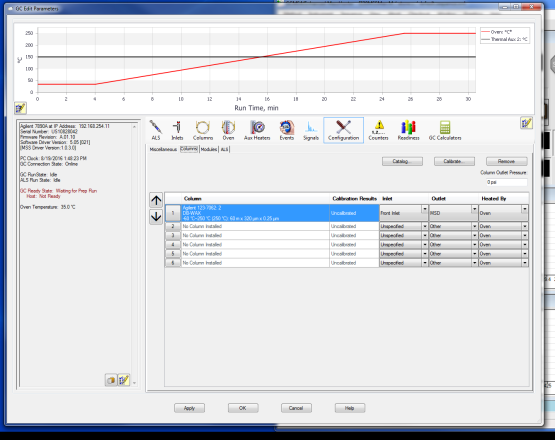 GC Edit Parameters
250
200
150
100
50
0
°C
0
2
4
6
8
10
12
14
16
18
20
22
24
26
28
30
Run Time, min
Oven: °C*
Thermal Aux 2: °C
Agilent 7890A at IP Address: 192.168.254.11
Serial Number: US10828042
Firmware Revision: A.01.10
Software Driver Version: 5.05 [021]
(MSS Driver Version 1.0.3.0)
PC Clock: 8/19/2016 1:40:23 PM
GC Connection State: Online
GC RunState: Idle
ALS Run State: Idle
GC Ready State: Waiting for Prep Run
Host: Not Ready
Oven Temperature: 35.0 °C
ALS
Inlets
Columns
Oven
Aux Heaters
Events
Signals
Configuration
Counters
Readiness
GC Calculators
Miscellaneous Columns Modules ALS
Catalog...
Calibrate...
Remove
Column Outlet Pressure:
0 psi
Column Calibration Results Inlet Outlet Heated By
1 Agilent 123-7062: 2
DB-WAX
-60 °C-250 °C (250 °C): 60 m x 320 µm x 0.25 µm Uncalibrated Front Inlet MSD Oven
2 No Column Installed Uncalibrated Unspecified Other Oven
3 No Column Installed Uncalibrated Unspecified Other Oven
4 No Column Installed Uncalibrated Unspecified Other Oven
5 No Column Installed Uncalibrated Unspecified Other Oven
6 No Column Installed Uncalibrated Unspecified Other Oven
Apply
OK
Cancel
Help